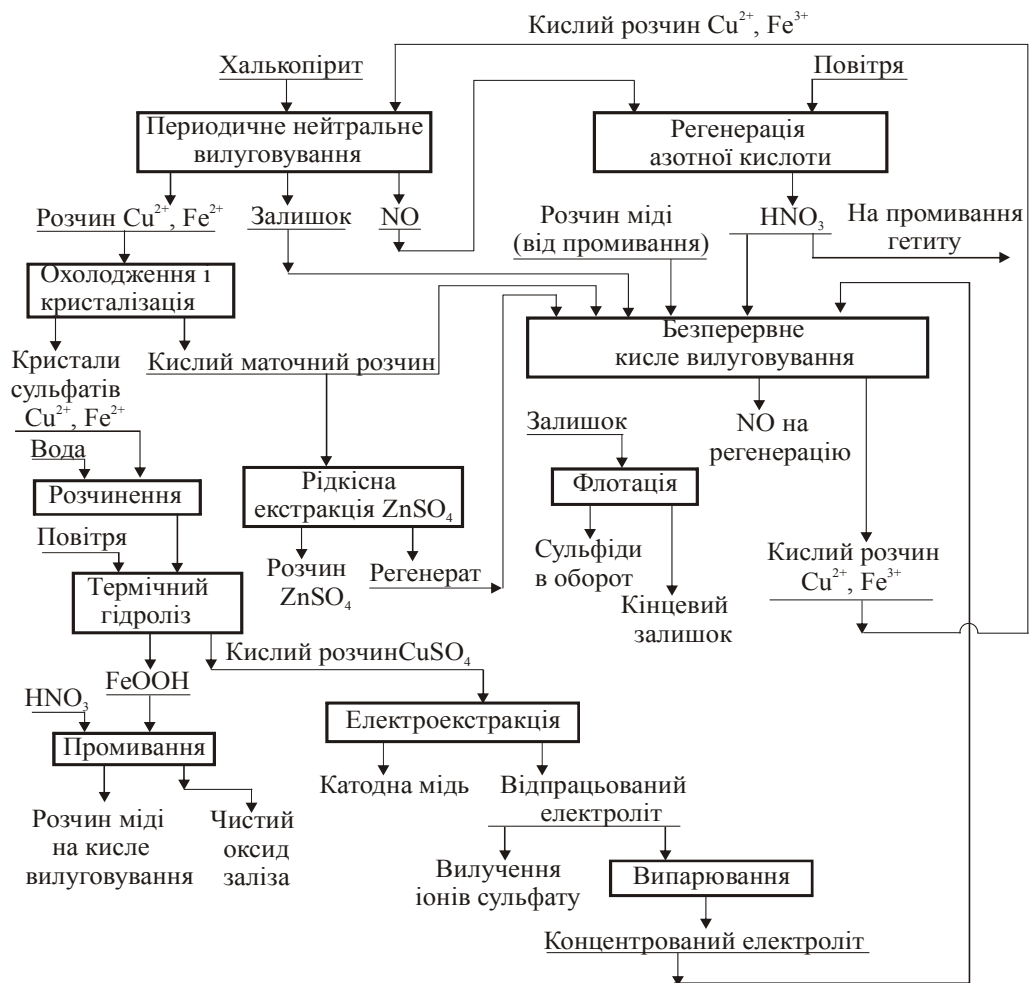 Кислий розчин Cu²⁺, Fe³⁺
Халькопірит
Повітря
Периодичне нейтральне
вилуговування
Регенерація
азотної кислоти
Розчин Cu²⁺, Fe²⁺
Залишок
NO
Розчин міді
(від промивання)
HNO₃
На промивання
гетиту
Охолодження і
кристалізація
Безперервне
кисле вилуговування
Кристали
сульфатів
Cu²⁺, Fe²⁺
Кислий маточний розчин
Вода
Залишок
NO на
регенерацію
Розчинення
Рідкісна
екстракція ZnSO₄
Флотація
Повітря
Розчин
ZnSO₄
Регенерат
Сульфіди
в оборот
Кислий розчин
Cu²⁺, Fe³⁺
Термічний
гідроліз
Кінцевий
залишок
Кислий розчинCuSO₄
FeOOH
HNO₃
Електроекстракція
Промивання
Катодна мідь
Відпрацьований
електроліт
Розчин міді
на кисле
вилуговування
Чистий
оксид
заліза
Вилучення
іонів сульфату
Випарювання
Концентрований електроліт